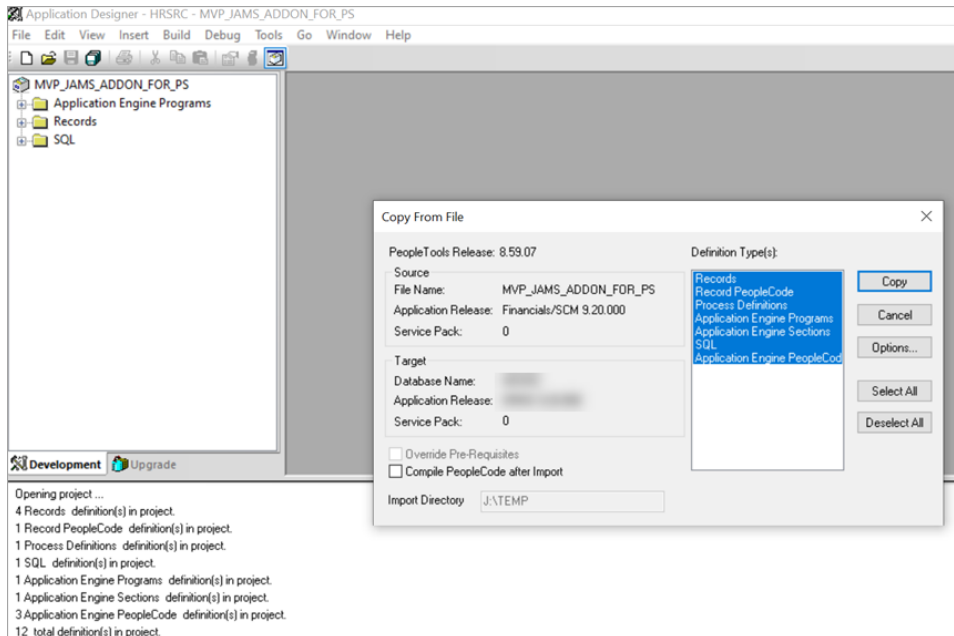 Application Designer - HRSRC - MVP_JAMS_ADDON_FOR_PS
File Edit View Insert Build Debug Tools Go Window Help
MVP_JAMS_ADDON_FOR_PS
Application Engine Programs
Records
SQL
Copy From File
PeopleTools Release: 8.59.07
Source
File Name: MVP_JAMS_ADDON_FOR_PS
Application Release: Financials/SCM 9.20.000
Service Pack: 0
Target
Database Name:
Application Release:
Service Pack: 0
Override Pre-Requisites
Compile PeopleCode after Import
Import Directory J:\TEMP
Definition Type(s):
Records
Record PeopleCode
Process Definitions
Application Engine Programs
Application Engine Sections
SQL
Application Engine PeopleCod
Copy
Cancel
Options...
Select All
Deselect All
Development Upgrade
Opening project ...
4 Records definition(s) in project.
1 Record PeopleCode definition(s) in project.
1 Process Definitions definition(s) in project.
1 SQL definition(s) in project.
1 Application Engine Programs definition(s) in project.
1 Application Engine Sections definition(s) in project.
3 Application Engine PeopleCode definition(s) in project.
12 total definition(s) in project.